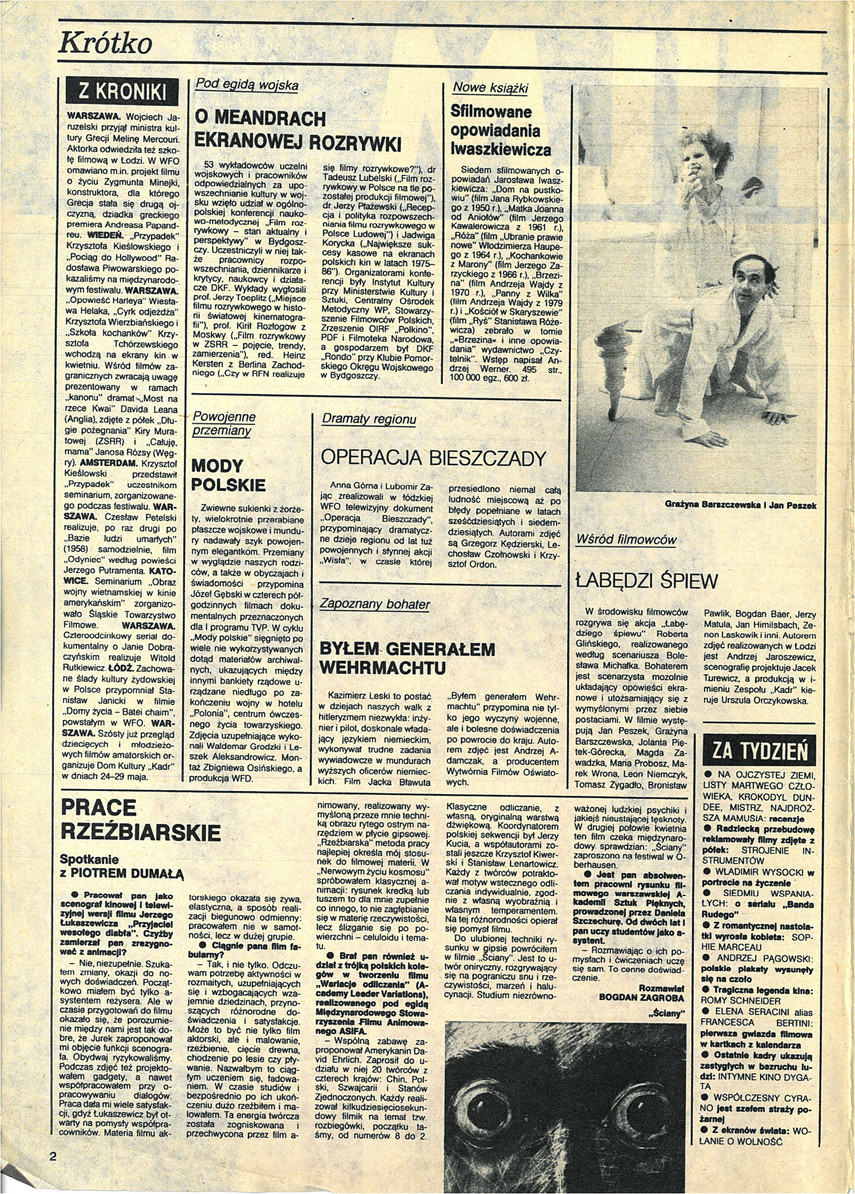 Krótko
Z KRONIKI
WARSZAWA. Wojciech Ja-
ruzelski przyjął ministra kul-
tury Grecji Melinę Mercouri.
Aktorka odwiedziła też szko-
łę filmową w Łodzi. W WFO
omawiano m.in. projekt filmu
o życiu Zygmunta Minejki,
konstruktora, dla którego
Grecja stała się drugą oj-
czyzną, dziadka greckiego
premiera Andreasa Papand-
reu. WIEDEŃ. „Przypadek"
Krzysztofa Kieślowskiego i
„Pociąg do Hollywood" Ra-
dosława Piwowarskiego po-
kazaliśmy na międzynarodo-
wym festiwalu. WARSZAWA.
„Opowieść Harleya" Wiesła-
wa Helaka, „Cyrk odjeżdża"
Krzysztofa Wierzbiańskiego i
„Szkoła kochanków" Krzy-
sztofa Tchórzewskiego
wchodzą na ekrany kin w
kwietniu. Wśród filmów za-
granicznych zwracają uwagę
prezentowany w ramach
„kanonu" dramat „Most na
rzece Kwai" Davida Leana
(Anglia), zdjęte z półek „Dłu-
gie pożegnania" Kiry Mura-
towej (ZSRR) i „Całuję,
mama" Janosa Rózsy (Węg-
ry). AMSTERDAM. Krzysztof
Kieślowski przedstawił
„Przypadek" uczestnikom
seminarium, zorganizowane-
go podczas festiwalu. WAR-
SZAWA. Czesław Petelski
realizuje, po raz drugi po
„Bazie ludzi umarłych"
(1958) samodzielnie, film
„Odyniec" według powieści
Jerzego Putramenta. KATO-
WICE. Seminarium „Obraz
wojny wietnamskiej w kinie
amerykańskim" zorganizo-
wało Śląskie Towarzystwo
Filmowe. WARSZAWA.
Czteroodcinkowy serial do-
kumentalny o Janie Dobra-
czyńskim realizuje Witold
Rutkiewicz. ŁÓDŹ. Zachowa-
ne ślady kultury żydowskiej
w Polsce przypomniał Sta-
nisław Janicki w filmie
„Domy życia – Batei chaim",
powstałym w WFO. WAR-
SZAWA. Szósty już przegląd
dziecięcych i młodzieżo-
wych filmów amatorskich or-
ganizuje Dom Kultury „Kadr"
w dniach 24–29 maja.
Pod egidą wojska
O MEANDRACH
EKRANOWEJ ROZRYWKI
53 wykładowców uczelni
wojskowych i pracowników
odpowiedzialnych za upo-
wszechnianie kultury w woj-
sku wzięło udział w ogólno-
polskiej konferencji nauko-
wo-metodycznej „Film roz-
rywkowy – stan aktualny i
perspektywy" w Bydgosz-
czy. Uczestniczyli w niej tak-
że pracownicy rozpo-
wszechniania, dziennikarze i
krytycy, naukowcy i działa-
cze DKF. Wykłady wygłosili
prof. Jerzy Toeplitz („Miejsce
filmu rozrywkowego w histo-
rii światowej kinematogra-
fii"), prof. Kirił Rozłogow z
Moskwy („Film rozrywkowy
w ZSRR – pojęcie, trendy,
zamierzenia"), red. Heinz
Kersten z Berlina Zachod-
niego („Czy w RFN realizuje
się filmy rozrywkowe?"), dr
Tadeusz Lubelski („Film roz-
rywkowy w Polsce na tle po-
zostałej produkcji filmowej"),
dr Jerzy Płażewski („Recep-
cja i polityka rozpowszech-
niania filmu rozrywkowego w
Polsce Ludowej") i Jadwiga
Korycka („Największe suk-
cesy kasowe na ekranach
polskich kin w latach 1975–
86"). Organizatorami konfe-
rencji były Instytut Kultury
przy Ministerstwie Kultury i
Sztuki, Centralny Ośrodek
Metodyczny WP, Stowarzy-
szenie Filmowców Polskich,
Zrzeszenie OIRF „Polkino",
PDF i Filmoteka Narodowa,
a gospodarzem był DKF
„Rondo" przy Klubie Pomor-
skiego Okręgu Wojskowego
w Bydgoszczy.
Nowe książki
Sfilmowane
opowiadania
Iwaszkiewicza
Siedem sfilmowanych o-
powiadań Jarosława Iwasz-
kiewicza: „Dom na pustko-
wiu" (film Jana Rybkowskie-
go z 1950 r.), „Matka Joanna
od Aniołów" (film Jerzego
Kawalerowicza z 1961 r.),
„Róża" (film „Ubranie prawie
nowe" Włodzimierza Haupe-
go z 1964 r.), „Kochankowie
z Marony" (film Jerzego Za-
rzyckiego z 1966 r.), „Brzezi-
na" (film Andrzeja Wajdy z
1970 r.), „Panny z Wilka"
(film Andrzeja Wajdy z 1979
r.) i „Kościół w Skaryszewie"
(film „Ryś" Stanisława Róże-
wicza) zebrało w tomie
„»Brzezina« i inne opowia-
dania" wydawnictwo „Czy-
telnik". Wstęp napisał An-
drzej Werner. 495 str.,
100 000 egz., 600 zł.
Grażyna Barszczewska i Jan Peszek
Powojenne
przemiany
MODY
POLSKIE
Zwiewne sukienki z żorże-
ty, wielokrotnie przerabiane
płaszcze wojskowe i mundu-
ry nadawały szyk powojen-
nym elegantkom. Przemiany
w wyglądzie naszych rodzi-
ców, a także w obyczajach i
świadomości przypomina
Józef Gębski w czterech pół-
godzinnych filmach doku-
mentalnych przeznaczonych
dla I programu TVP. W cyklu
„Mody polskie" sięgnięto po
wiele nie wykorzystywanych
dotąd materiałów archiwal-
nych, ukazujących między
innymi bankiety rządowe u-
rządzane niedługo po za-
kończeniu wojny w hotelu
„Polonia", centrum ówczes-
nego życia towarzyskiego.
Zdjęcia uzupełniające wyko-
nali Waldemar Grodzki i Le-
szek Aleksandrowicz. Mon-
taż Zbigniewa Osińskiego, a
produkcja WFD.
Dramaty regionu
OPERACJA BIESZCZADY
Anna Górna i Lubomir Za-
jąc zrealizowali w łódzkiej
WFO telewizyjny dokument
„Operacja Bieszczady",
przypominający dramatycz-
ne dzieje regionu od lat tuż
powojennych i słynnej akcji
„Wisła", w czasie której
przesiedlono niemal całą
ludność miejscową aż po
błędy popełniane w latach
sześćdziesiątych i siedem-
dziesiątych. Autorami zdjęć
są Grzegorz Kędzierski, Le-
chosław Czołnowski i Krzy-
sztof Ordon.
Zapoznany bohater
BYŁEM GENERAŁEM
WEHRMACHTU
Kazimierz Leski to postać
w dziejach naszych walk z
hitleryzmem niezwykła: inży-
nier i pilot, doskonale włada-
jący językiem niemieckim,
wykonywał trudne zadania
wywiadowcze w mundurach
wyższych oficerów niemiec-
kich. Film Jacka Bławuta
„Byłem generałem Wehr-
machtu" przypomina nie tyl-
ko jego wyczyny wojenne,
ale i bolesne doświadczenia
po powrocie do kraju. Auto-
rem zdjęć jest Andrzej A-
damczak, a producentem
Wytwórnia Filmów Oświato-
wych.
Wśród filmowców
ŁABĘDZI ŚPIEW
W środowisku filmowców
rozgrywa się akcja „Łabę-
dziego śpiewu" Roberta
Glińskiego, realizowanego
według scenariusza Bole-
sława Michałka. Bohaterem
jest scenarzysta mozolnie
układający opowieści ekra-
nowe i utożsamiający się z
wymyślonymi przez siebie
postaciami. W filmie wystę-
pują Jan Peszek, Grażyna
Barszczewska, Jolanta Pię-
tek-Górecka, Magda Za-
wadzka, Maria Probosz, Ma-
rek Wrona, Leon Niemczyk,
Tomasz Zygadło, Bronisław
Pawlik, Bogdan Baer, Jerzy
Matula, Jan Himilsbach, Ze-
non Laskowik i inni. Autorem
zdjęć realizowanych w Łodzi
jest Andrzej Jaroszewicz,
scenografię projektuje Jacek
Turewicz, a produkcją w i-
mieniu Zespołu „Kadr" kie-
ruje Urszula Orczykowska.
PRACE
RZEŹBIARSKIE
Spotkanie
z PIOTREM DUMAŁĄ
● Pracował pan jako
scenograf kinowej i telewi-
zyjnej wersji filmu Jerzego
Łukaszewicza „Przyjaciel
wesołego diabła". Czyżby
zamierzał pan zrezygno-
wać z animacji?
– Nie, niezupełnie. Szuka-
łem zmiany, okazji do no-
wych doświadczeń. Począt-
kowo miałem być tylko a-
systentem reżysera. Ale w
czasie przygotowań do filmu
okazało się, że porozumie-
nie między nami jest tak do-
bre, że Jurek zaproponował
mi objęcie funkcji scenogra-
fa. Obydwaj ryzykowaliśmy.
Podczas zdjęć też projekto-
wałem gadgety, a nawet
współpracowałem przy o-
pracowywaniu dialogów.
Praca dała mi wiele satysfak-
cji, gdyż Łukaszewicz był ot-
warty na pomysły współpra-
cowników. Materia filmu ak-
torskiego okazała się żywa,
elastyczna, a sposób reali-
zacji biegunowo odmienny:
pracowałem nie w samot-
ności, lecz w dużej grupie.
● Ciągnie pana film fa-
bularny?
– Tak, i nie tylko. Odczu-
wam potrzebę aktywności w
rozmaitych, uzupełniających
się i wzbogacających wza-
jemnie dziedzinach, przyno-
szących różnorodne do-
świadczenia i satysfakcje.
Może to być nie tylko film
aktorski, ale i malowanie,
rzeźbienie, cięcie drewna,
chodzenie po lesie czy pły-
wanie. Nazwałbym to ciąg-
łym uczeniem się, ładowa-
niem. W czasie studiów i
bezpośrednio po ich ukoń-
czeniu dużo rzeźbiłem i ma-
lowałem. Ta energia twórcza
została zogniskowana i
przechwycona przez film a-
nimowany, realizowany wy-
myśloną przeze mnie techni-
ką obrazu rytego ostrym na-
rzędziem w płycie gipsowej.
„Rzeźbiarska" metoda pracy
najlepiej określa mój stosu-
nek do filmowej materii. W
„Nerwowym życiu kosmosu"
spróbowałem klasycznej a-
nimacji: rysunek kredką lub
tuszem to dla mnie zupełnie
co innego, to nie zagłębianie
się w materię rzeczywistości,
lecz ślizganie się po po-
wierzchni – celuloidu i tema-
tu.
● Brał pan również u-
dział z trójką polskich kole-
gów w tworzeniu filmu
„Wariacje odliczania" (A-
cademy Leader Variations),
realizowanego pod egidą
Międzynarodowego Stowa-
rzyszenia Filmu Animowa-
nego ASIFA.
– Wspólną zabawę za-
proponował Amerykanin Da-
vid Ehrlich. Zaprosił do u-
działu w niej 20 twórców z
czterech krajów: Chin, Pol-
ski, Szwajcarii i Stanów
Zjednoczonych. Każdy reali-
zował kilkudziesięciosekun-
dowy filmik na temat tzw.
rozbiegówki, początku ta-
śmy, od numerów 8 do 2.
Klasyczne odliczanie, z
własną, oryginalną warstwą
dźwiękową. Koordynatorem
polskiej sekwencji był Jerzy
Kucia, a współautorami zo-
stali jeszcze Krzysztof Kiwer-
ski i Stanisław Lenartowicz.
Każdy z twórców potrakto-
wał motyw wstecznego odli-
czania indywidualnie, zgod-
nie z własną wyobraźnią i
własnym temperamentem.
Na tej różnorodności opierał
się pomysł filmu.
Do ulubionej techniki ry-
sunku w gipsie powróciłem
w filmie „Ściany". Jest to u-
twór oniryczny, rozgrywający
się na pograniczu snu i rze-
czywistości, marzeń i halu-
cynacji. Studium niezrówno-
ważonej ludzkiej psychiki i
jakiejś nieustającej tęsknoty.
W drugiej połowie kwietnia
ten film czeka międzynaro-
dowy sprawdzian: „Ściany"
zaproszono na festiwal w O-
berhausen.
● Jest pan absolwen-
tem pracowni rysunku fil-
mowego warszawskiej A-
kademii Sztuk Pięknych,
prowadzonej przez Daniela
Szczechurę. Od dwóch lat i
pan uczy studentów jako a-
systent.
– Rozmawiając o ich po-
mysłach i ćwiczeniach uczę
się sam. To cenne doświad-
czenie.
Rozmawiał
BOGDAN ZAGROBA
„Ściany"
ZA TYDZIEŃ
● NA OJCZYSTEJ ZIEMI,
LISTY MARTWEGO CZŁO-
WIEKA, KROKODYL DUN-
DEE, MISTRZ, NAJDROŻ-
SZA MAMUSIA: recenzje
● Radziecką przebudowę
reklamowały filmy zdjęte z
półek: STROJENIE IN-
STRUMENTÓW
● WŁADIMIR WYSOCKI w
portrecie na życzenie
● SIEDMIU WSPANIA-
ŁYCH: o serialu „Banda
Rudego"
● Z romantycznej nastola-
tki wyrosła kobieta: SOP-
HIE MARCEAU
● ANDRZEJ PĄGOWSKI:
polskie plakaty wysunęły
się na czoło
● Tragiczna legenda kina:
ROMY SCHNEIDER
● ELENA SERACINI alias
FRANCESCA BERTINI:
pierwsza gwiazda filmowa
w kartkach z kalendarza
● Ostatnie kadry ukazują
zastygłych w bezruchu lu-
dzi: INTYMNE KINO DYGA-
TA
● WSPÓŁCZESNY CYRA-
NO jest szefem straży po-
żarnej
● Z ekranów świata: WO-
ŁANIE O WOLNOŚĆ
2